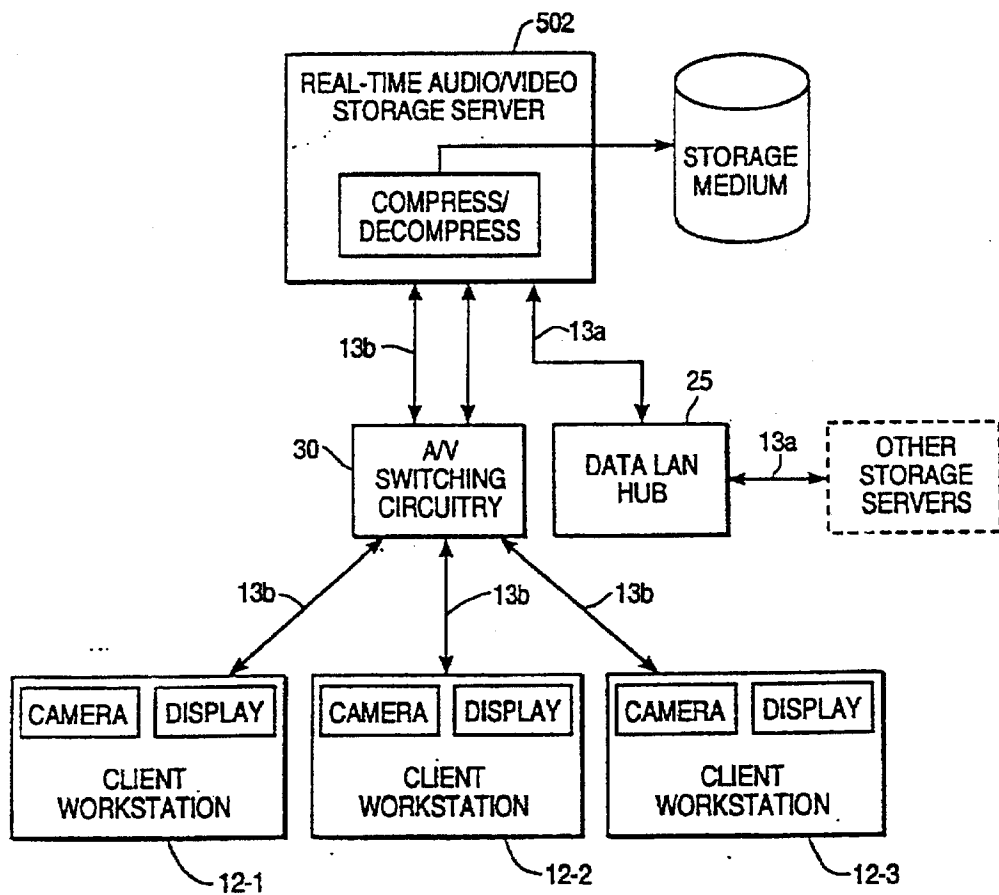 502
REAL-TIME AUDIO/VIDEO
STORAGE SERVER
COMPRESS/
DECOMPRESS
STORAGE
MEDIUM
13b
13a
25
30
A/V
SWITCHING
CIRCUITRY
DATA LAN
HUB
13a
OTHER
STORAGE
SERVERS
13b
13b
13b
CAMERA
DISPLAY
CLIENT
WORKSTATION
12-1
CAMERA
DISPLAY
CLIENT
WORKSTATION
12-2
CAMERA
DISPLAY
CLIENT
WORKSTATION
12-3